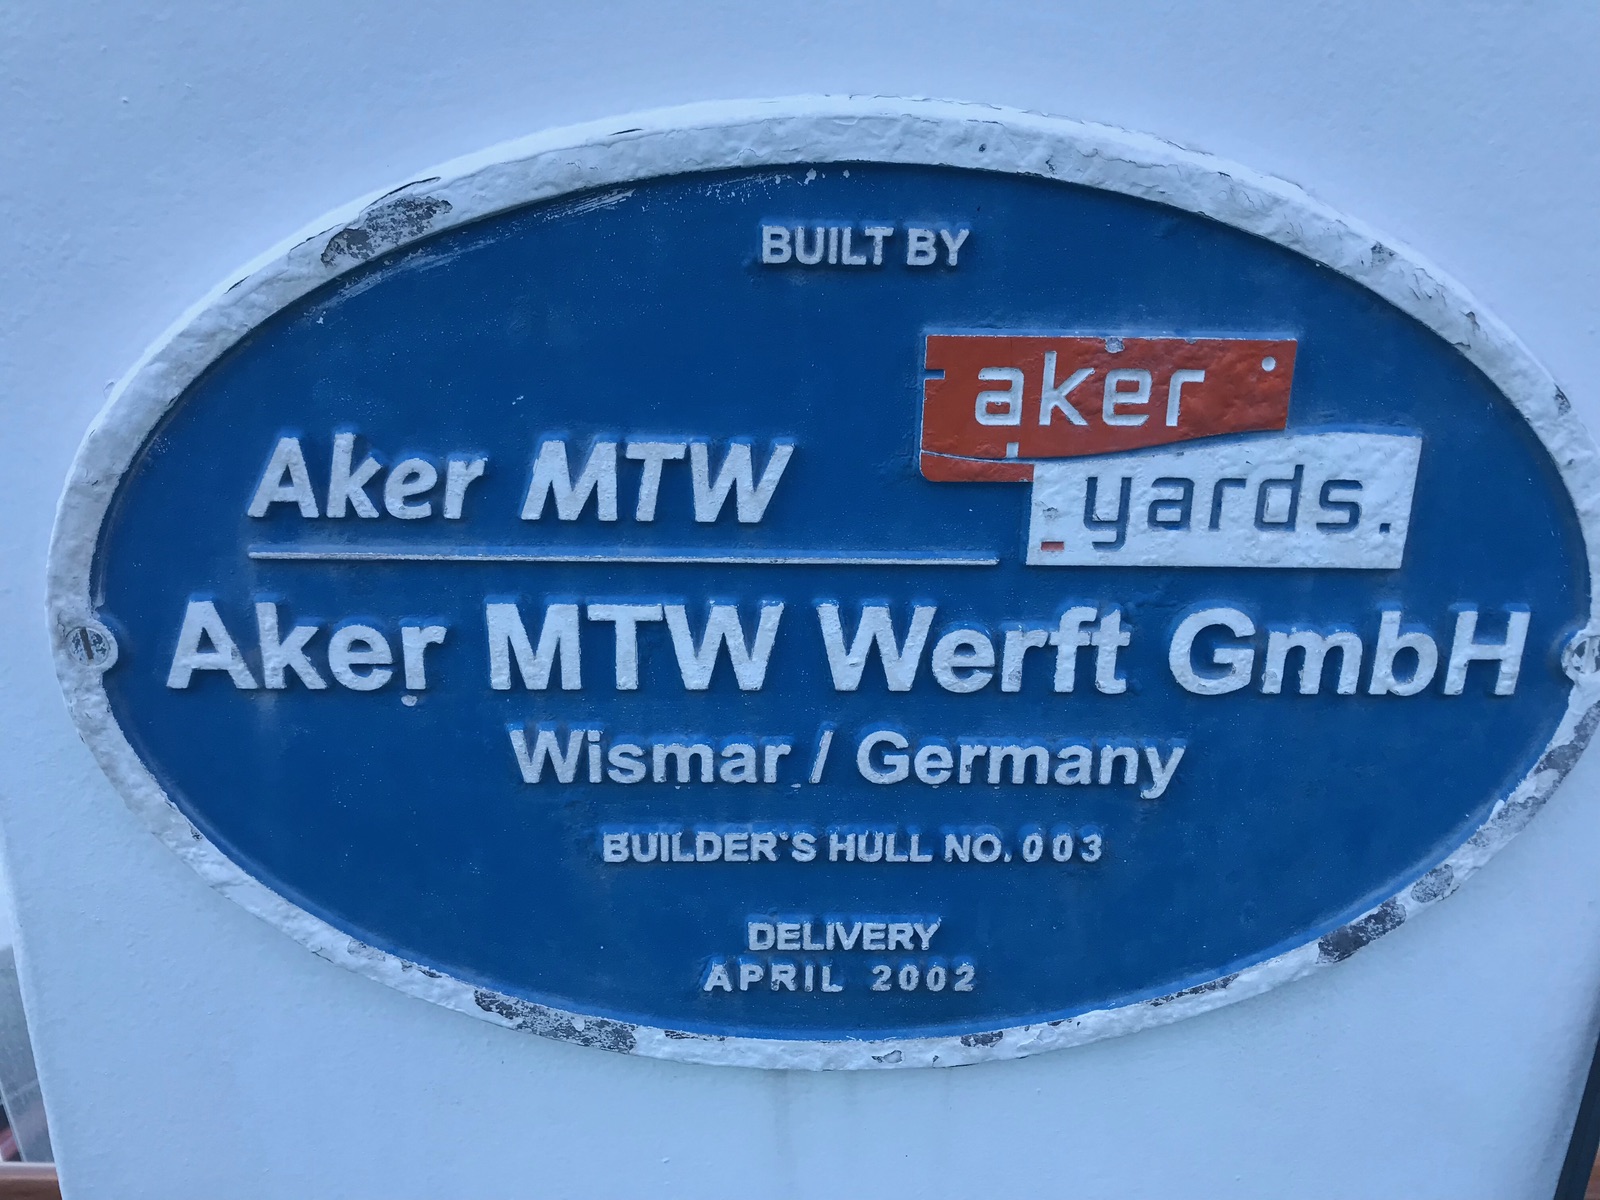 BUILT BY
aker
yards.
Aker MTW
Aker MTW Werft GmbH
Wismar / Germany
BUILDER'S HULL NO. 003
DELIVERY
APRIL 2002